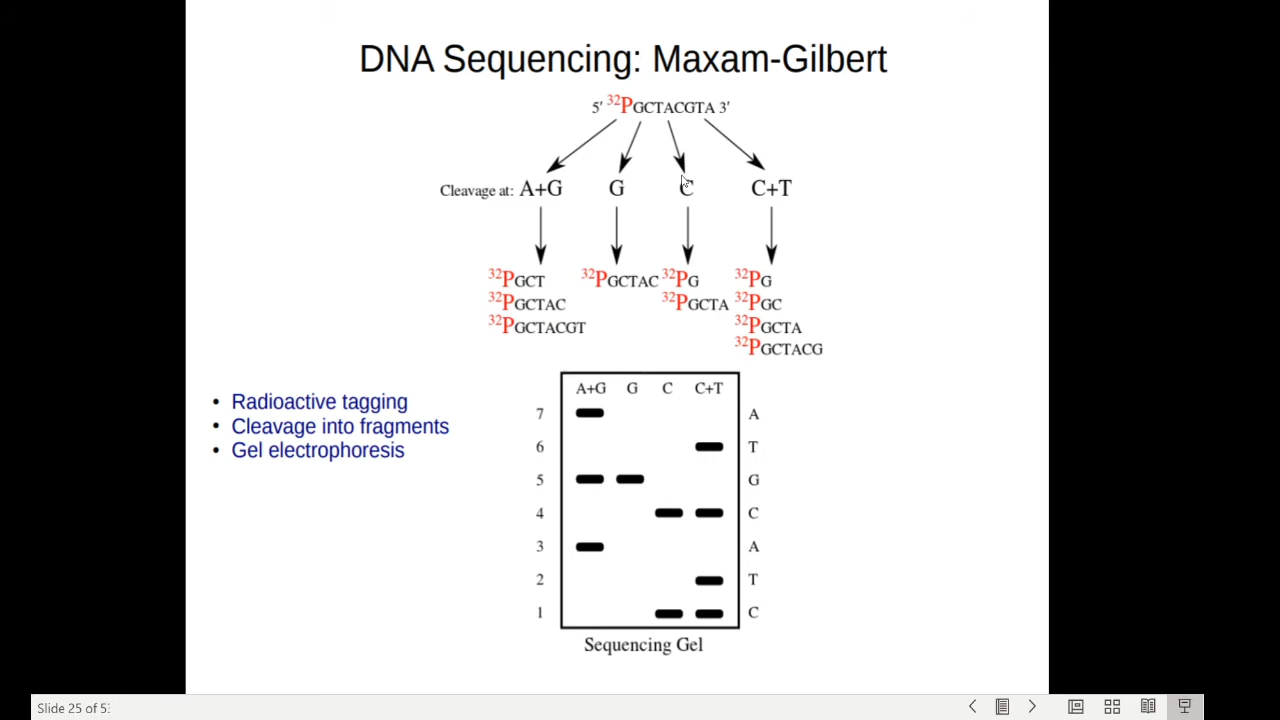 DNA Sequencing: Maxam-Gilbert
5' 32PGCTACGTA 3'
Cleavage at: A+G G C C+T
32PGCT 32PGCTAC 32PG 32PG
32PGCTAC 32PGCTA 32PGC
32PGCTACGT 32PGCTA
32PGCTACG
• Radioactive tagging
• Cleavage into fragments
• Gel electrophoresis
A+G G C C+T
7 A
6 T
5 G
4 C
3 A
2 T
1 C
Sequencing Gel
Slide 25 of